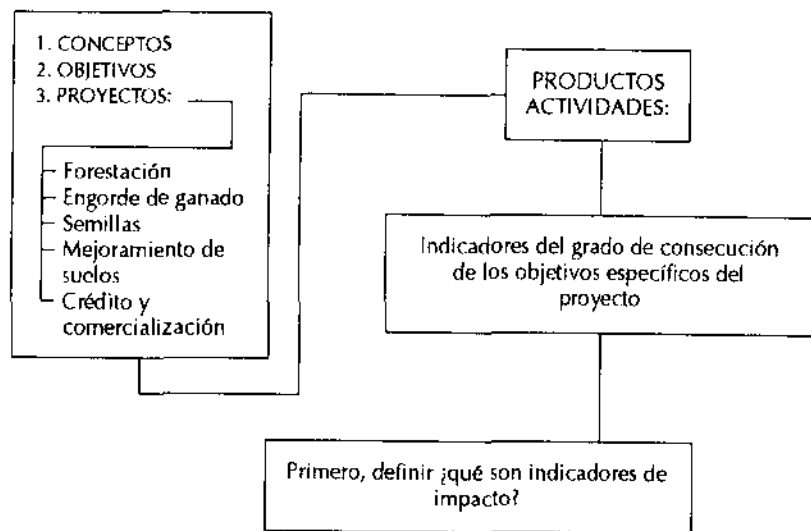 1. CONCEPTOS
2. OBJETIVOS
3. PROYECTOS:
Forestación
Engorde de ganado
Semillas
Mejoramiento de
suelos
Crédito y
comercialización
PRODUCTOS
ACTIVIDADES:
Indicadores del grado de consecución
de los objetivos específicos del
proyecto
Primero, definir ¿qué son indicadores de
impacto?